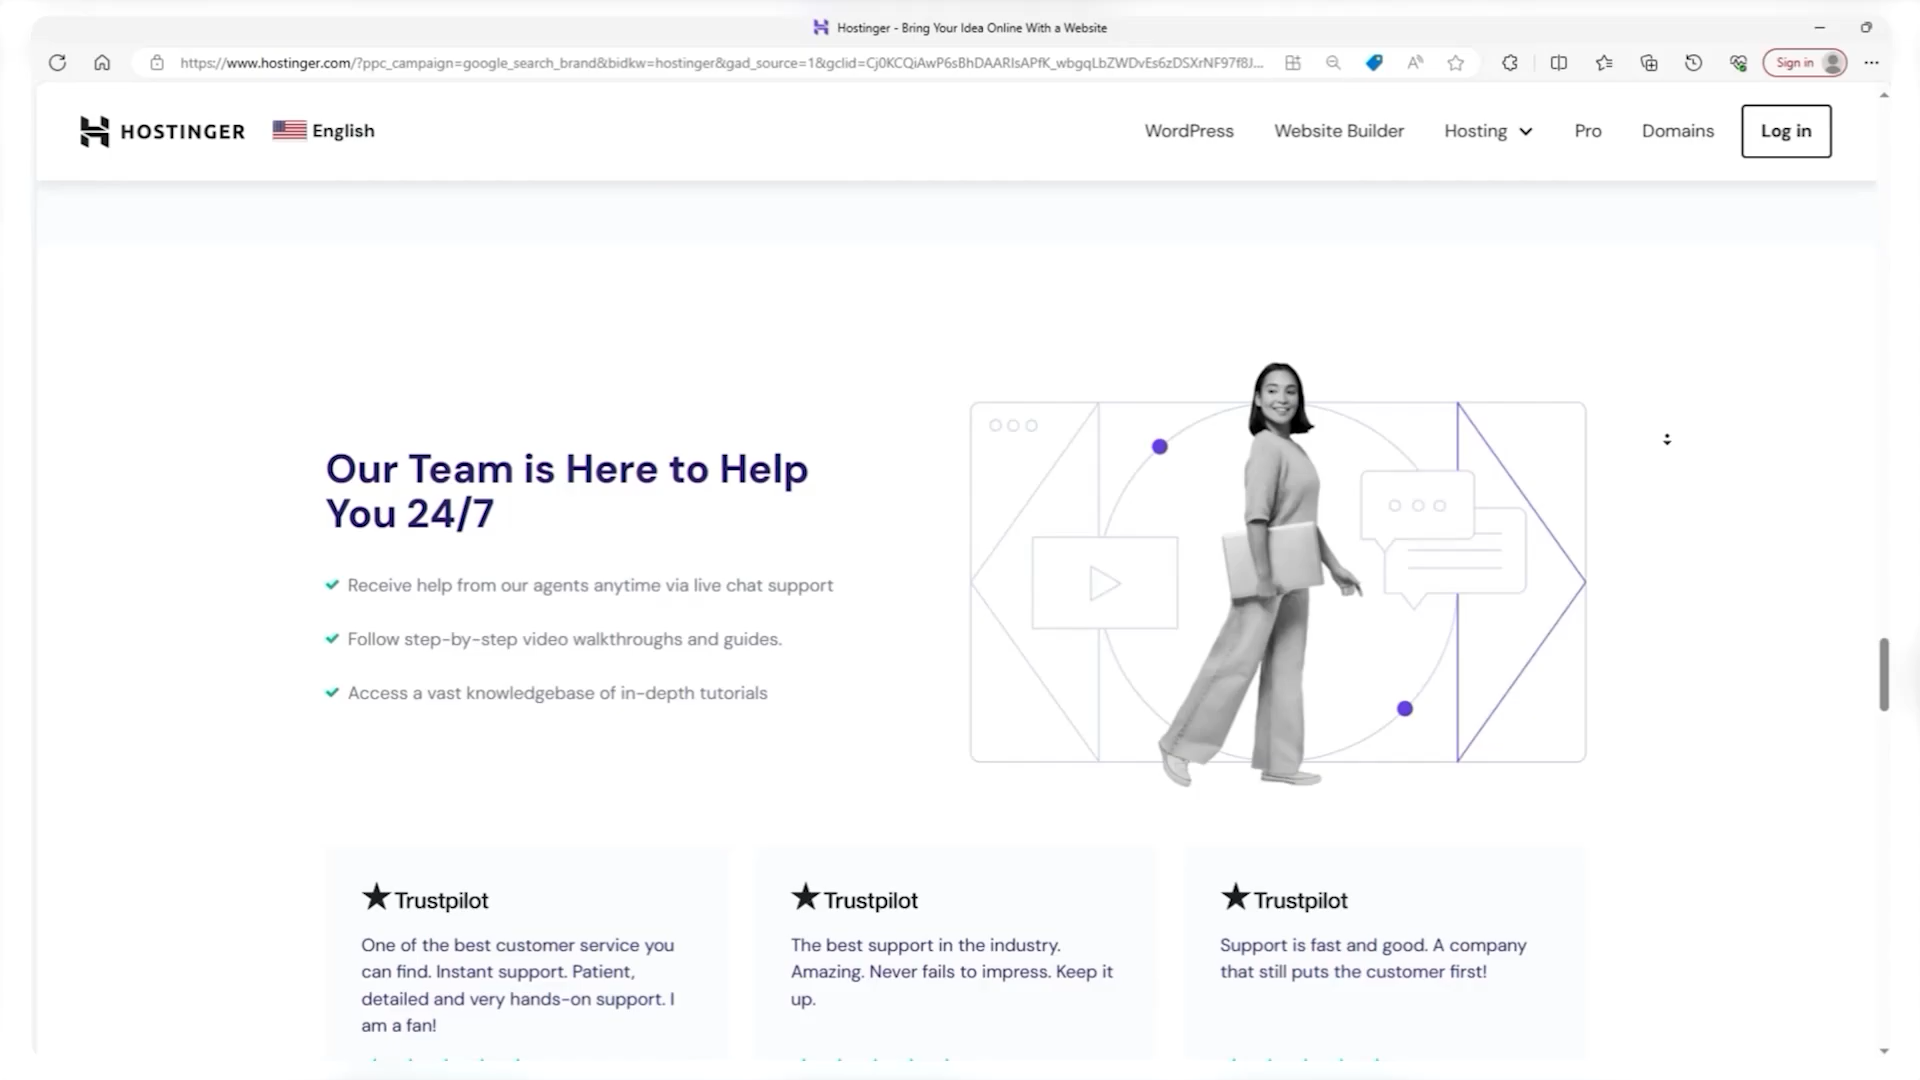 Hostinger - Bring Your Idea Online With a Website
https://www.hostinger.com/?ppc_campaign=google_search_brand&bidkw=hostinger&gad_source=1&gclid=Cj0KCQiAwP6sBhDAARIsAPfK_wbgqLbZWDvEs6zDSXrNF97f8J...
Sign in
HOSTINGER
English
WordPress
Website Builder
Hosting
Pro
Domains
Log in
Our Team is Here to Help
You 24/7
Receive help from our agents anytime via live chat support
Follow step-by-step video walkthroughs and guides.
Access a vast knowledgebase of in-depth tutorials
Trustpilot
One of the best customer service you
can find. Instant support. Patient,
detailed and very hands-on support. I
am a fan!
Trustpilot
The best support in the industry.
Amazing. Never fails to impress. Keep it
up.
Trustpilot
Support is fast and good. A company
that still puts the customer first!